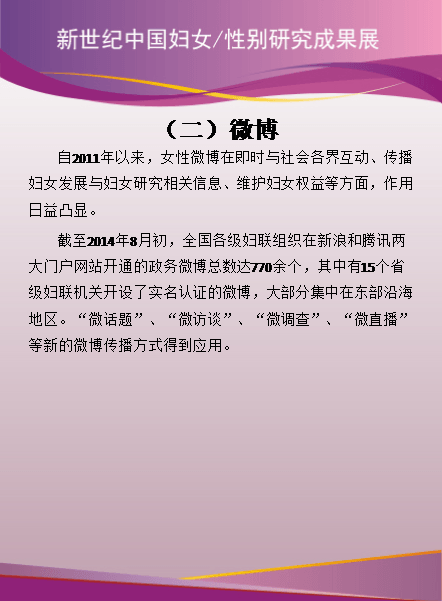 新世纪中国妇女/性别研究成果展
（二）微博
自2011年以来，女性微博在即时与社会各界互动、传播
妇女发展与妇女研究相关信息、维护妇女权益等方面，作用
日益凸显。
截至2014年8月初，全国各级妇联组织在新浪和腾讯两
大门户网站开通的政务微博总数达770余个，其中有15个省
级妇联机关开设了实名认证的微博，大部分集中在东部沿海
地区。“微话题”、“微访谈”、“微调查”、“微直播”
等新的微博传播方式得到应用。